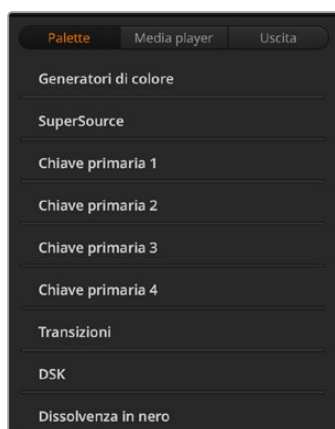 Palette Media player Uscita
Generatori di colore
SuperSource
Chiave primaria 1
Chiave primaria 2
Chiave primaria 3
Chiave primaria 4
Transizioni
DSK
Dissolvenza in nero